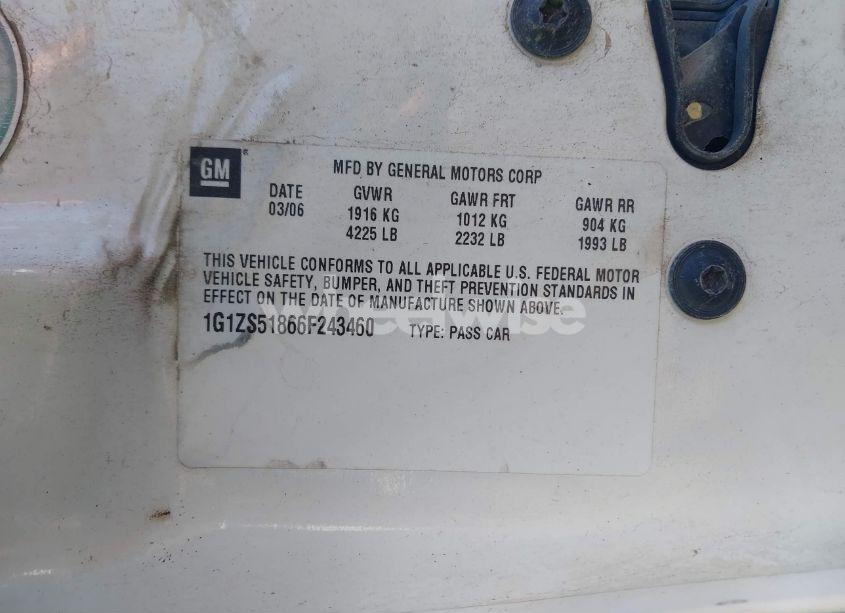 GM
MFD BY GENERAL MOTORS CORP
DATE GVWR GAWR FRT GAWR RR
03/06 1916 KG 1012 KG 904 KG
4225 LB 2232 LB 1993 LB
THIS VEHICLE CONFORMS TO ALL APPLICABLE U.S. FEDERAL MOTOR
VEHICLE SAFETY, BUMPER, AND THEFT PREVENTION STANDARDS IN
EFFECT ON THE DATE OF MANUFACTURE SHOWN ABOVE.
1G1ZS51866F243460 TYPE: PASS CAR
wheelwise